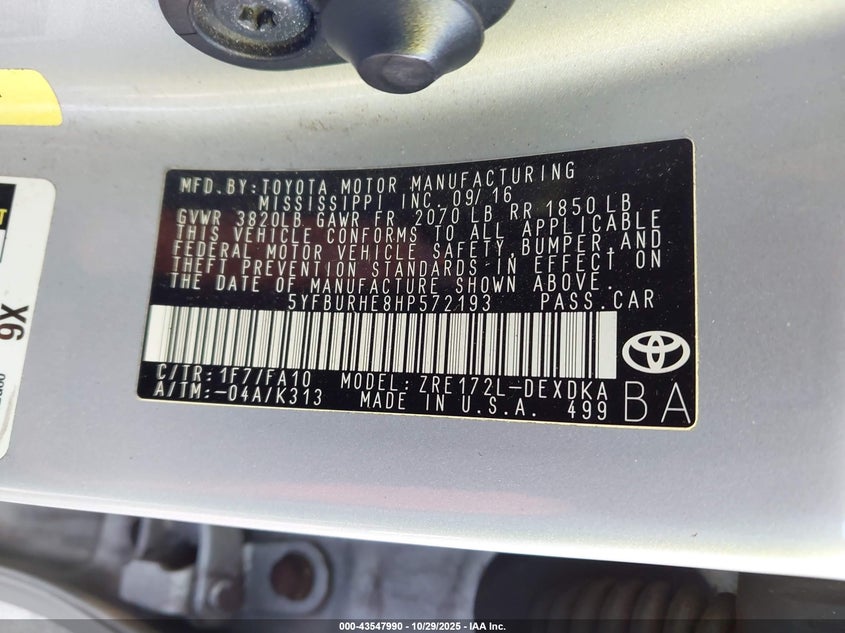 MFD. BY: TOYOTA MOTOR MANUFACTURING
MISSISSIPPI INC. 09/16
GVWR 3820LB GAWR FR 2070 LB RR 1850 LB
THIS VEHICLE CONFORMS TO ALL APPLICABLE
FEDERAL MOTOR VEHICLE SAFETY, BUMPER, AND
THEFT PREVENTION STANDARDS IN EFFECT ON
THE DATE OF MANUFACTURE SHOWN ABOVE.
5YFBURHE8HP572193 PASS. CAR
C/TR: 1F7/FA10 MODEL: ZRE172L-DEXDKA
A/TM: -04A/K313 MADE IN U.S.A. 499 BA
X6
000-43547990 | 10/29/2025 | IAA Inc.